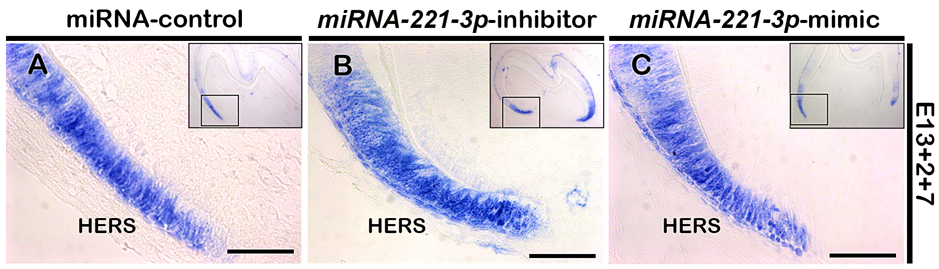 miRNA-control
miRNA-221-3p-inhibitor
miRNA-221-3p-mimic
A
B
C
HERS
HERS
HERS
E13+2+7